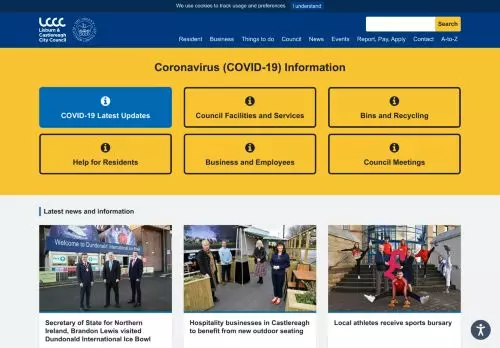 We use cookies to track usage and preferences I understand
LCCC
Lisburn &
Castlereagh
City Council
Search
Resident Business Things to do Council News Events Report, Pay, Apply Contact A-to-Z
Coronavirus (COVID-19) Information
COVID-19 Latest Updates
Council Facilities and Services
Bins and Recycling
Help for Residents
Business and Employees
Council Meetings
Latest news and information
Welcome to Dundonald International Ice Bowl
Secretary of State for Northern
Ireland, Brandon Lewis visited
Dundonald International Ice Bowl
Hospitality businesses in Castlereagh
to benefit from new outdoor seating
Local athletes receive sports bursary